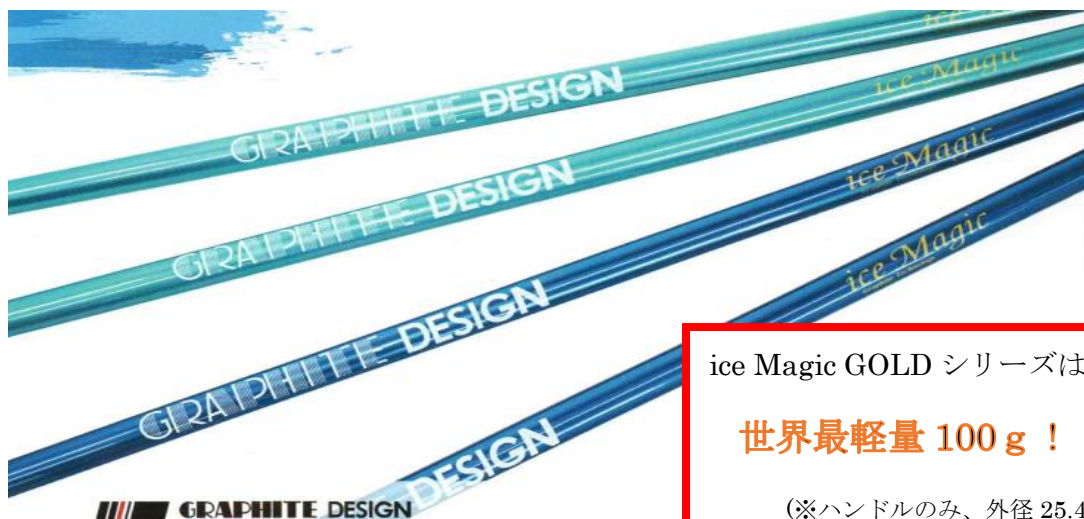 ice
GRAPHITE DESIGN
ice Magic
GRAPHITE DESIGN
ice Magic
GRAPHITE DESIGN
ice Magic
DESIGN
GRAPHITE DESIGN
ice Magic GOLD シリーズは
世界最軽量 100ｇ！
(※ハンドルのみ、外径 25.4